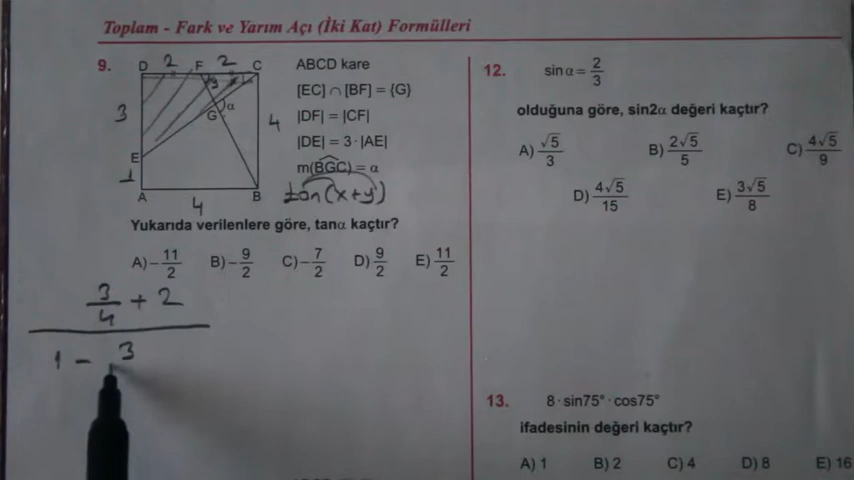 Toplam - Fark ve Yarım Açı (İki Kat) Formülleri
9.
D 2 F 2 C
3
E
1
A 4 B
4
G α
ABCD kare
[EC] ∩ [BF] = {G}
|DF| = |CF|
|DE| = 3·|AE|
m(BGC) = α
tan(x+y)
Yukarıda verilenlere göre, tanα kaçtır?
A) -11/2 B) -9/2 C) -7/2 D) 9/2 E) 11/2
3/4 + 2
1 - 3
12.
sinα = 2/3
olduğuna göre, sin2α değeri kaçtır?
A) √5/3 B) 2√5/5 C) 4√5/9
D) 4√5/15 E) 3√5/8
13.
8·sin75°·cos75°
ifadesinin değeri kaçtır?
A) 1 B) 2 C) 4 D) 8 E) 16